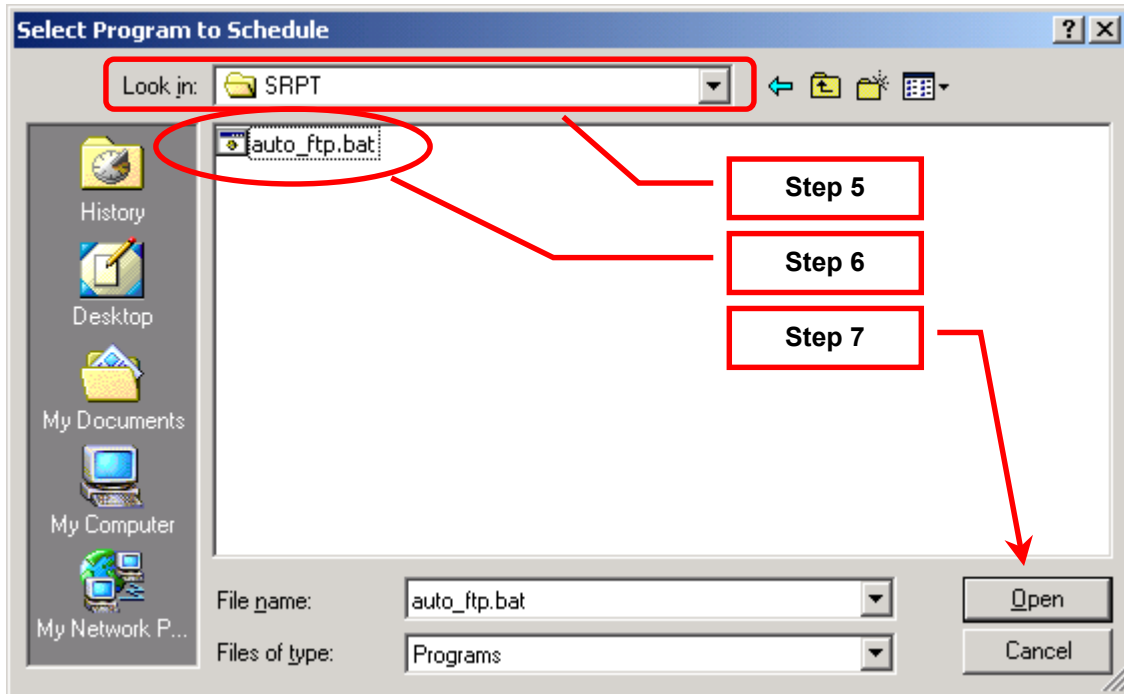 Select Program to Schedule
Look in: SRPT
auto_ftp.bat
History
Desktop
My Documents
My Computer
My Network P...
Step 5
Step 6
Step 7
File name: auto_ftp.bat
Open
Files of type: Programs
Cancel